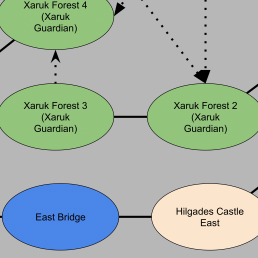 Xaruk Forest 4
(Xaruk
Guardian)
Xaruk Forest 3
(Xaruk
Guardian)
Xaruk Forest 2
(Xaruk
Guardian)
East Bridge
Hilgades Castle
East